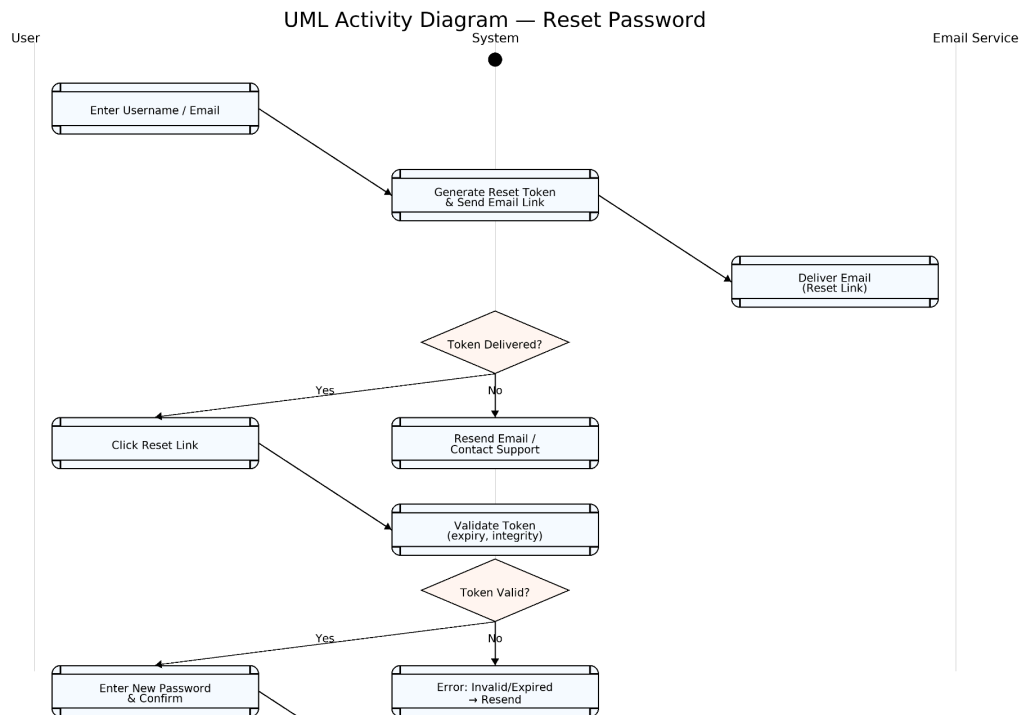 UML Activity Diagram — Reset Password
User
System
Email Service
Enter Username / Email
Generate Reset Token
& Send Email Link
Deliver Email
(Reset Link)
Token Delivered?
Yes
No
Click Reset Link
Resend Email /
Contact Support
Validate Token
(expiry, integrity)
Token Valid?
Yes
No
Enter New Password
& Confirm
Error: Invalid/Expired
→ Resend